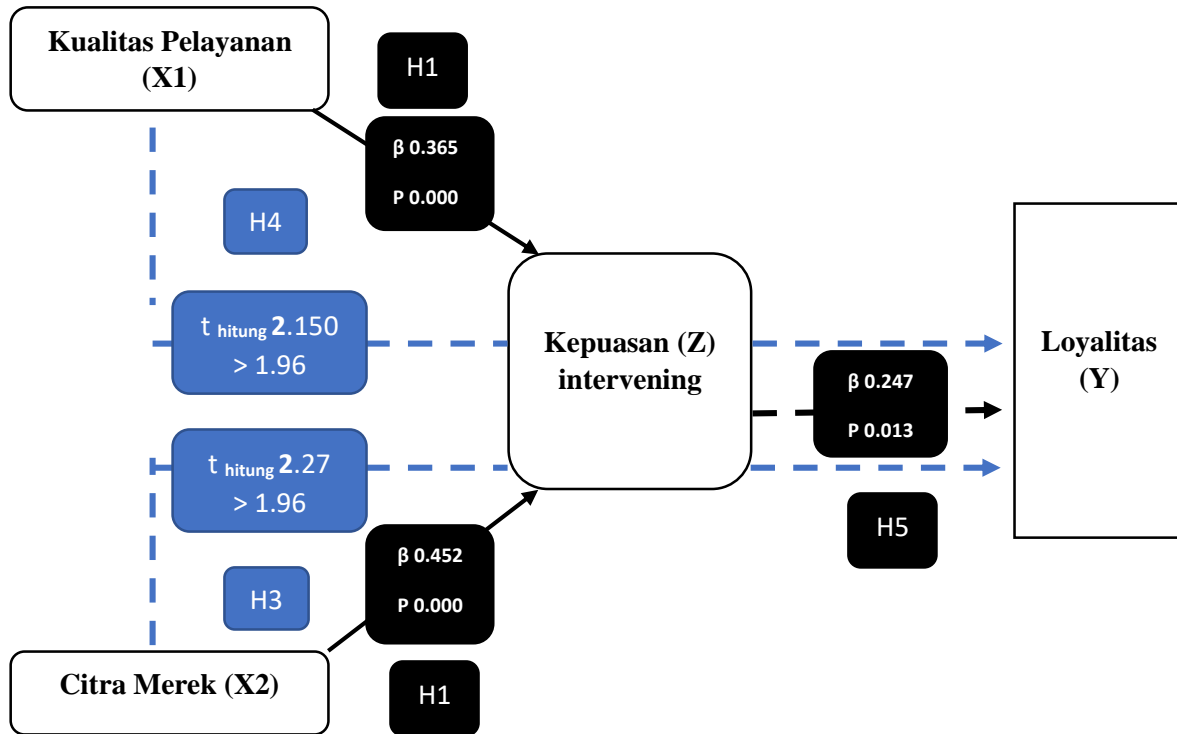 Kualitas Pelayanan
(X1)
H1
β 0.365
P 0.000
H4
t hitung 2.150
> 1.96
Kepuasan (Z)
intervening
Loyalitas
(Y)
β 0.247
P 0.013
t hitung 2.27
> 1.96
H5
β 0.452
P 0.000
H3
Citra Merek (X2)
H1